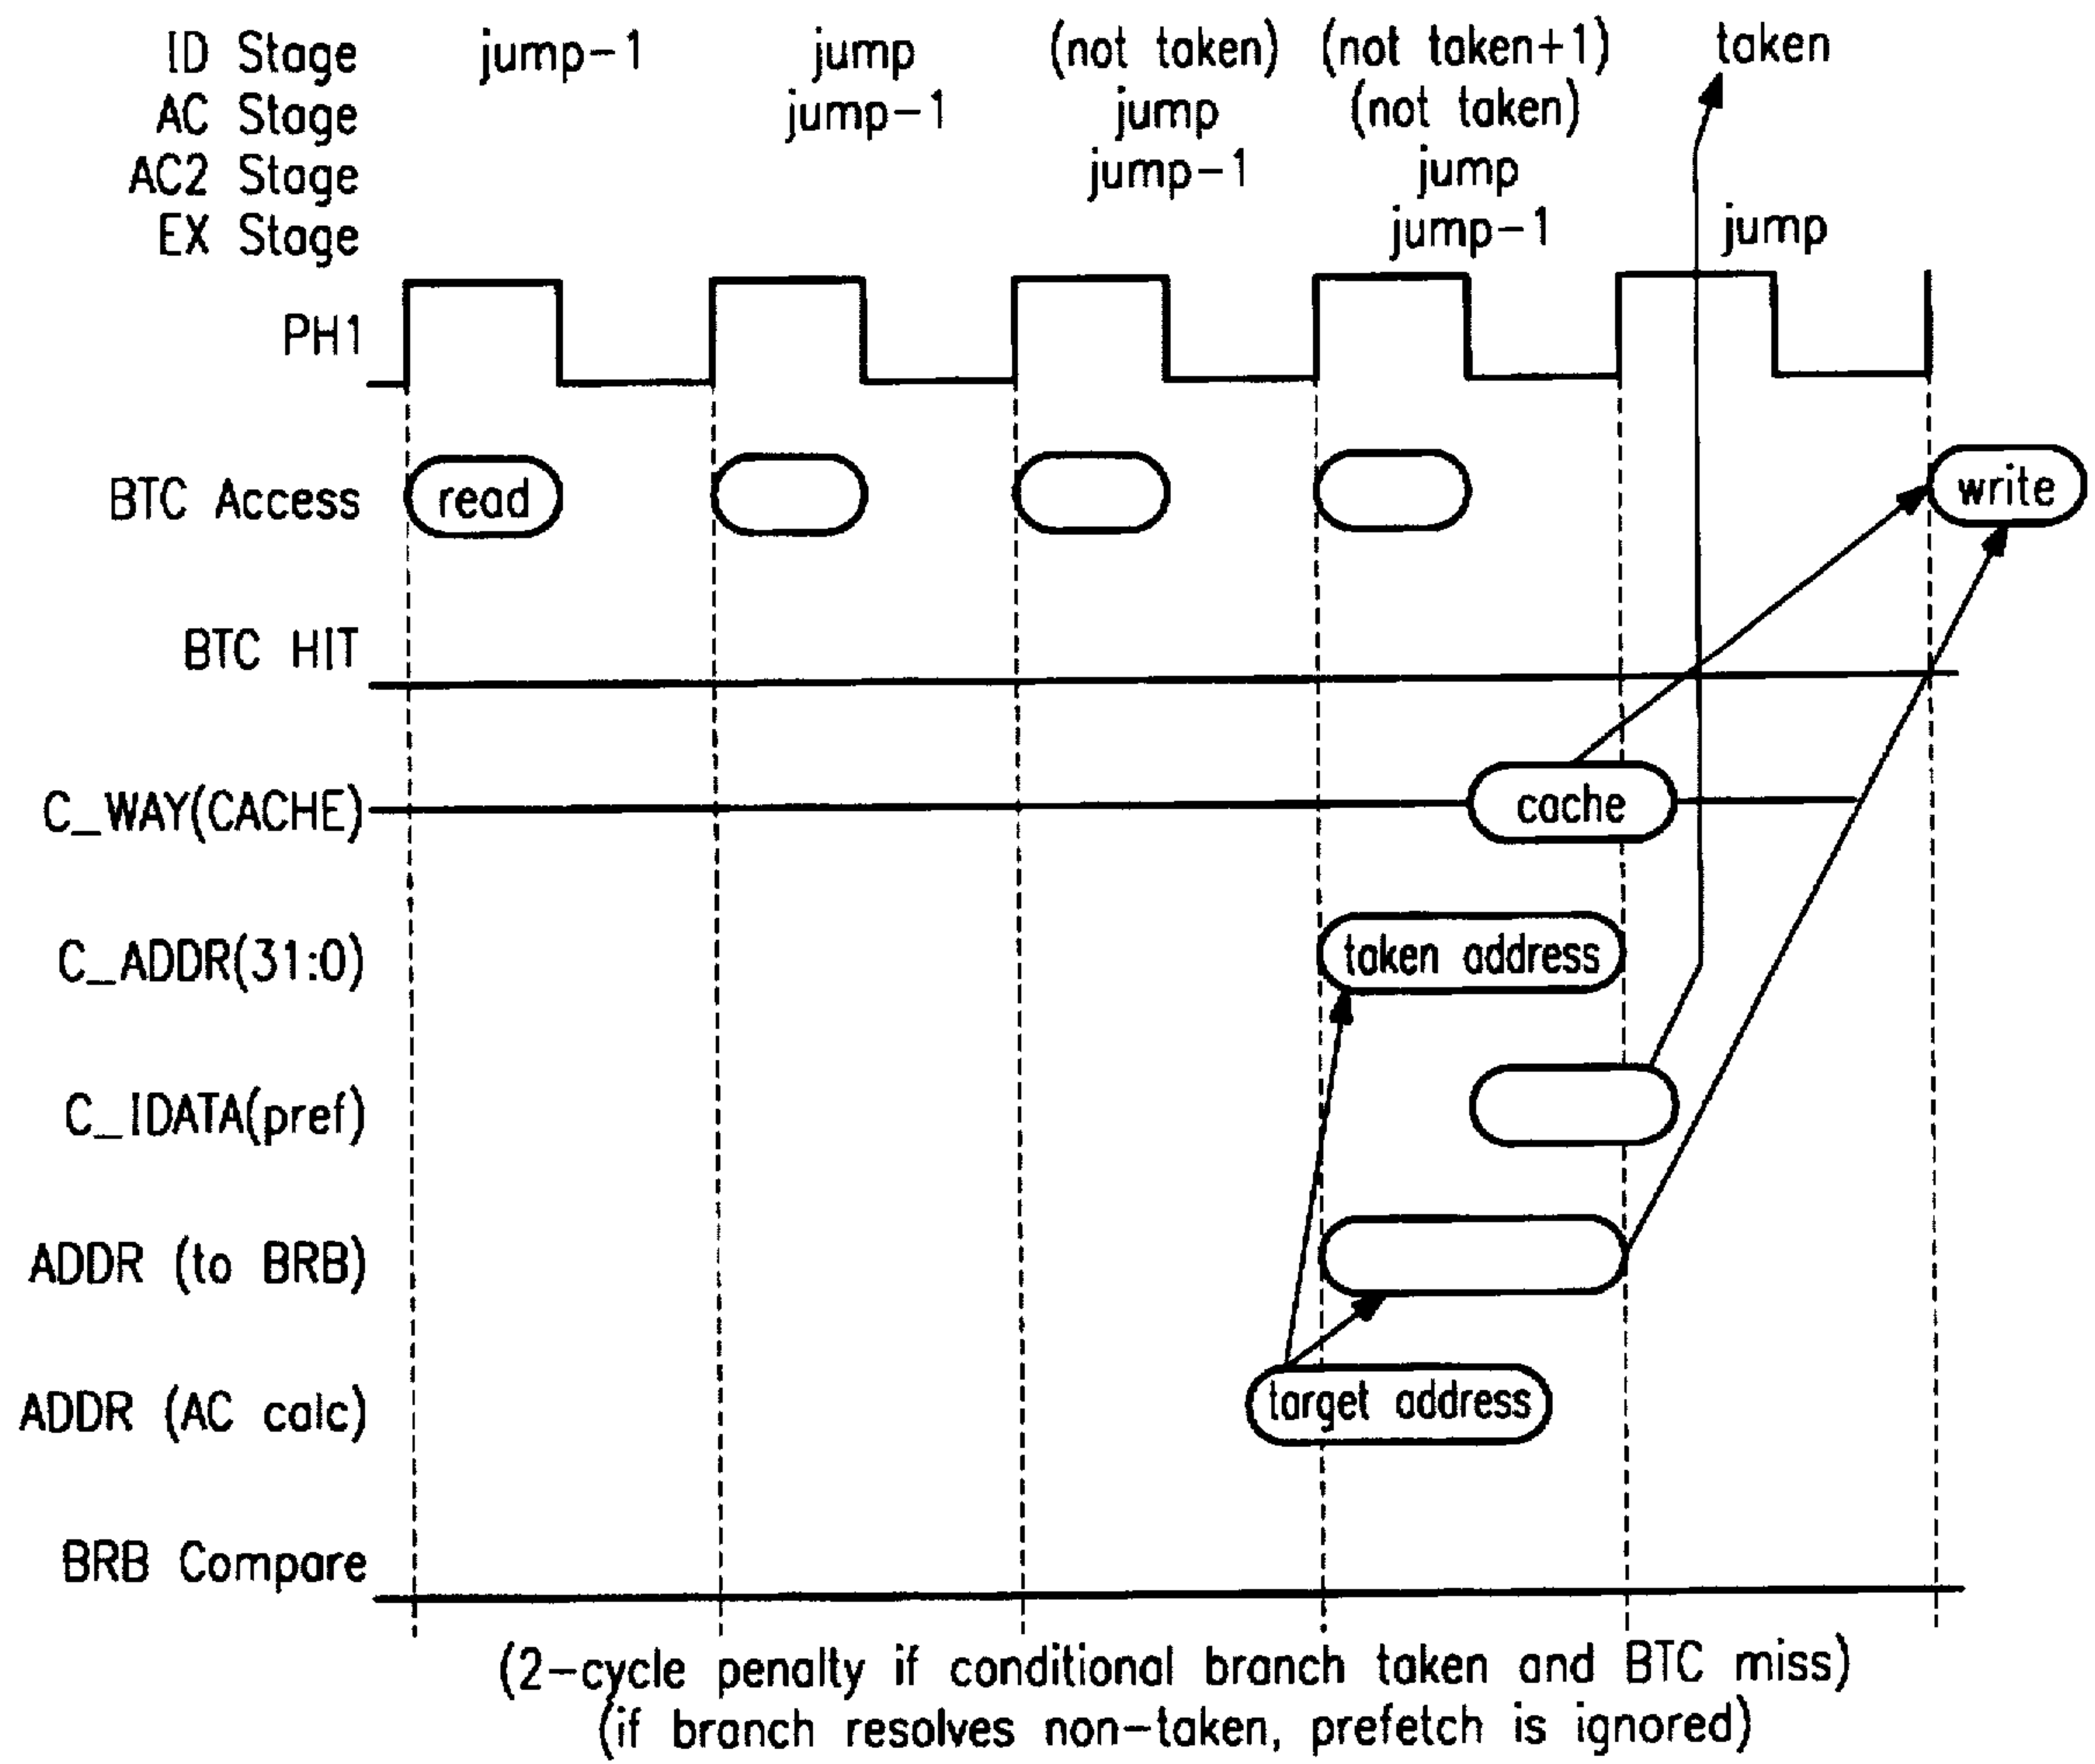 ID Stage jump-1 jump (not taken) (not taken+1) taken
AC Stage jump-1 jump (not taken)
AC2 Stage jump-1 jump
EX Stage jump-1 jump
PH1
BTC Access read write
BTC HIT
C_WAY(CACHE) cache
C_ADDR(31:0) taken address
C_IDATA(pref)
ADDR (to BRB)
ADDR (AC calc) target address
BRB Compare
(2-cycle penalty if conditional branch taken and BTC miss)
(if branch resolves non-taken, prefetch is ignored)